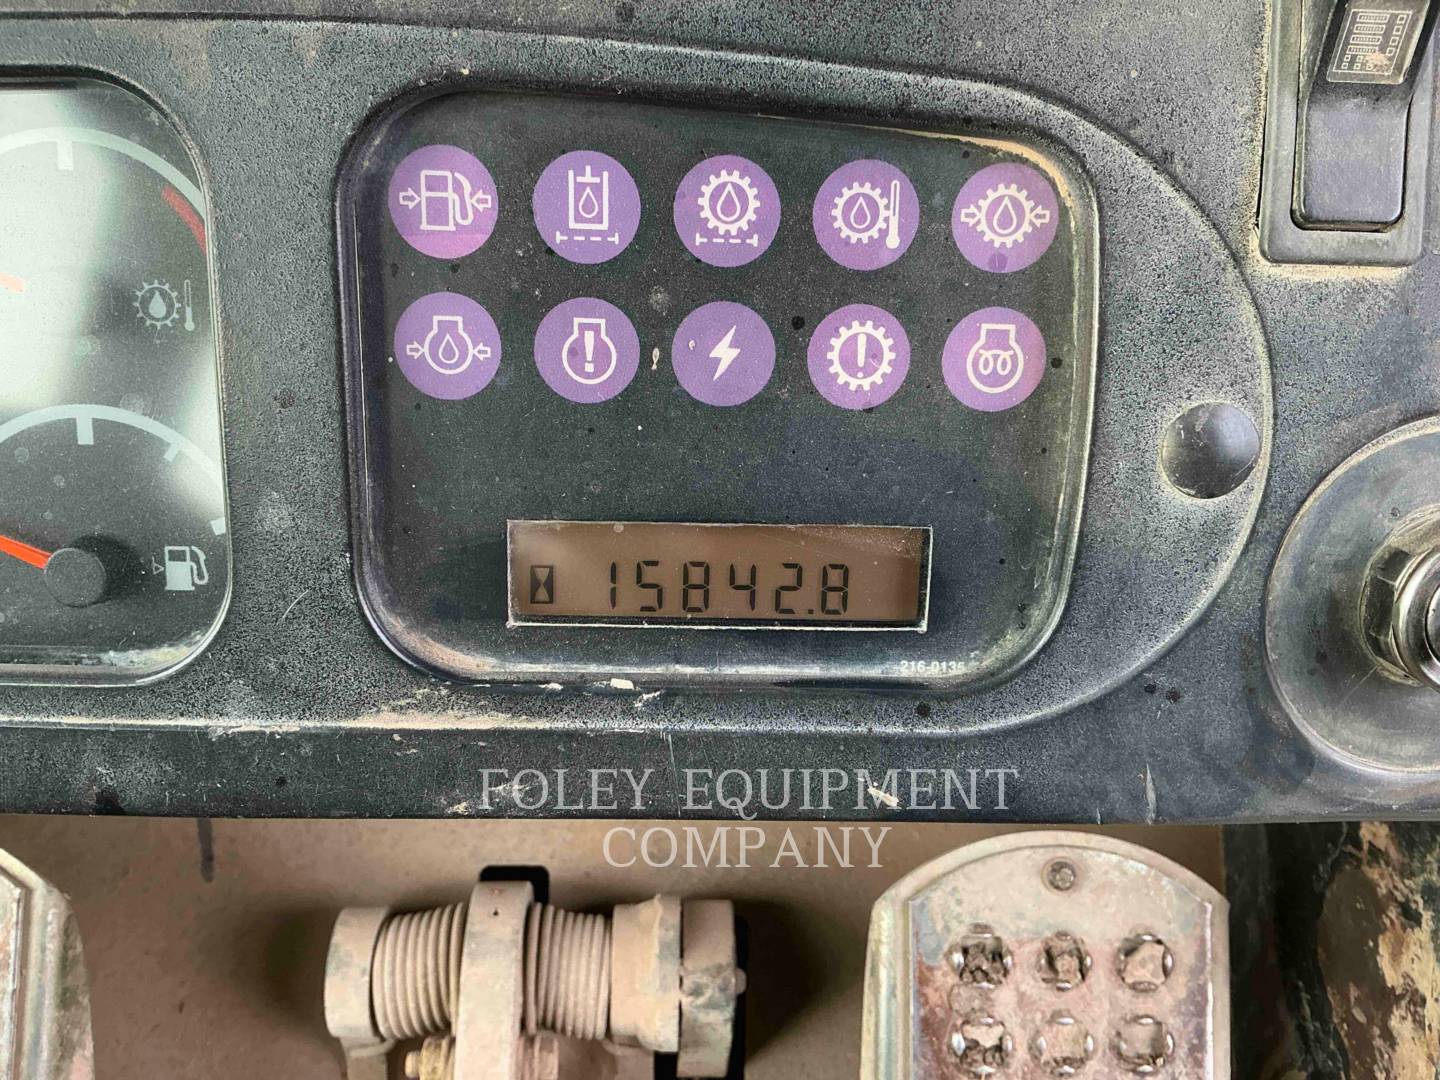 15842.8
216-0135
FOLEY EQUIPMENT
COMPANY